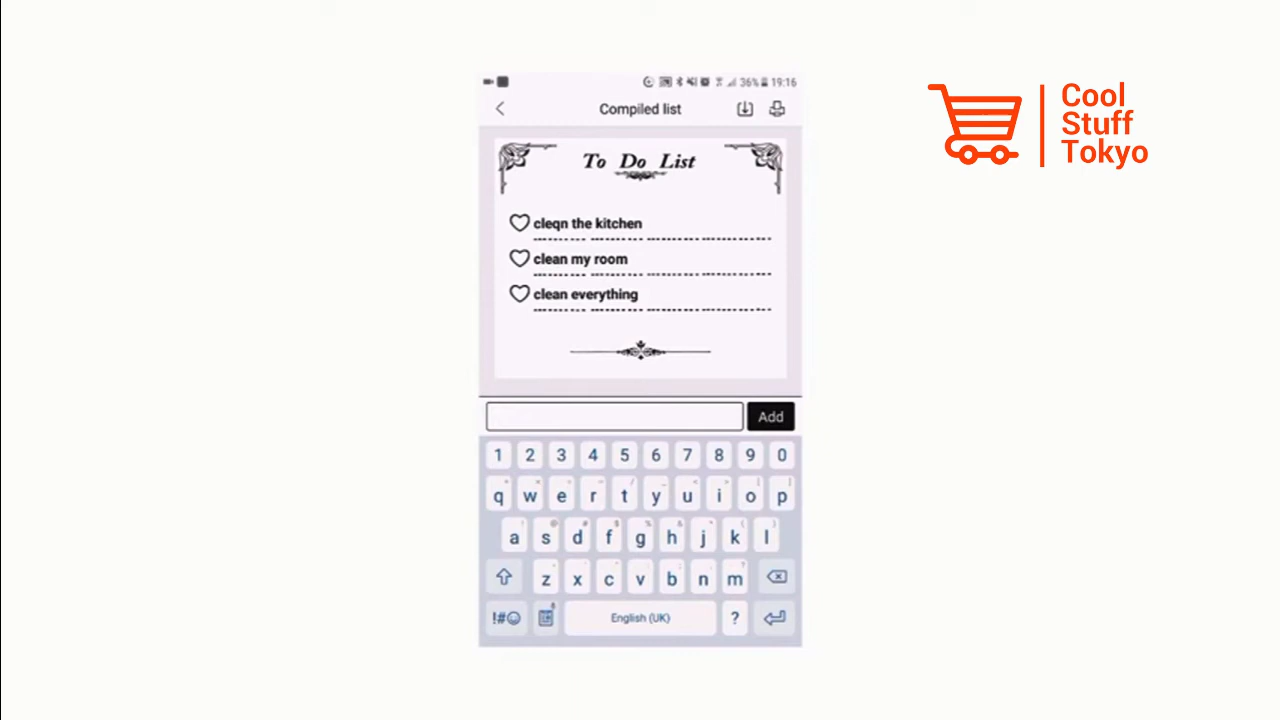 36% 19:16
Compiled list
Cool
Stuff
Tokyo
To Do List
cleqn the kitchen
clean my room
clean everything
Add
1 2 3 4 5 6 7 8 9 0
q w e r t y u i o p
a s d f g h j k l
z x c v b n m
!#☺ English (UK) ?